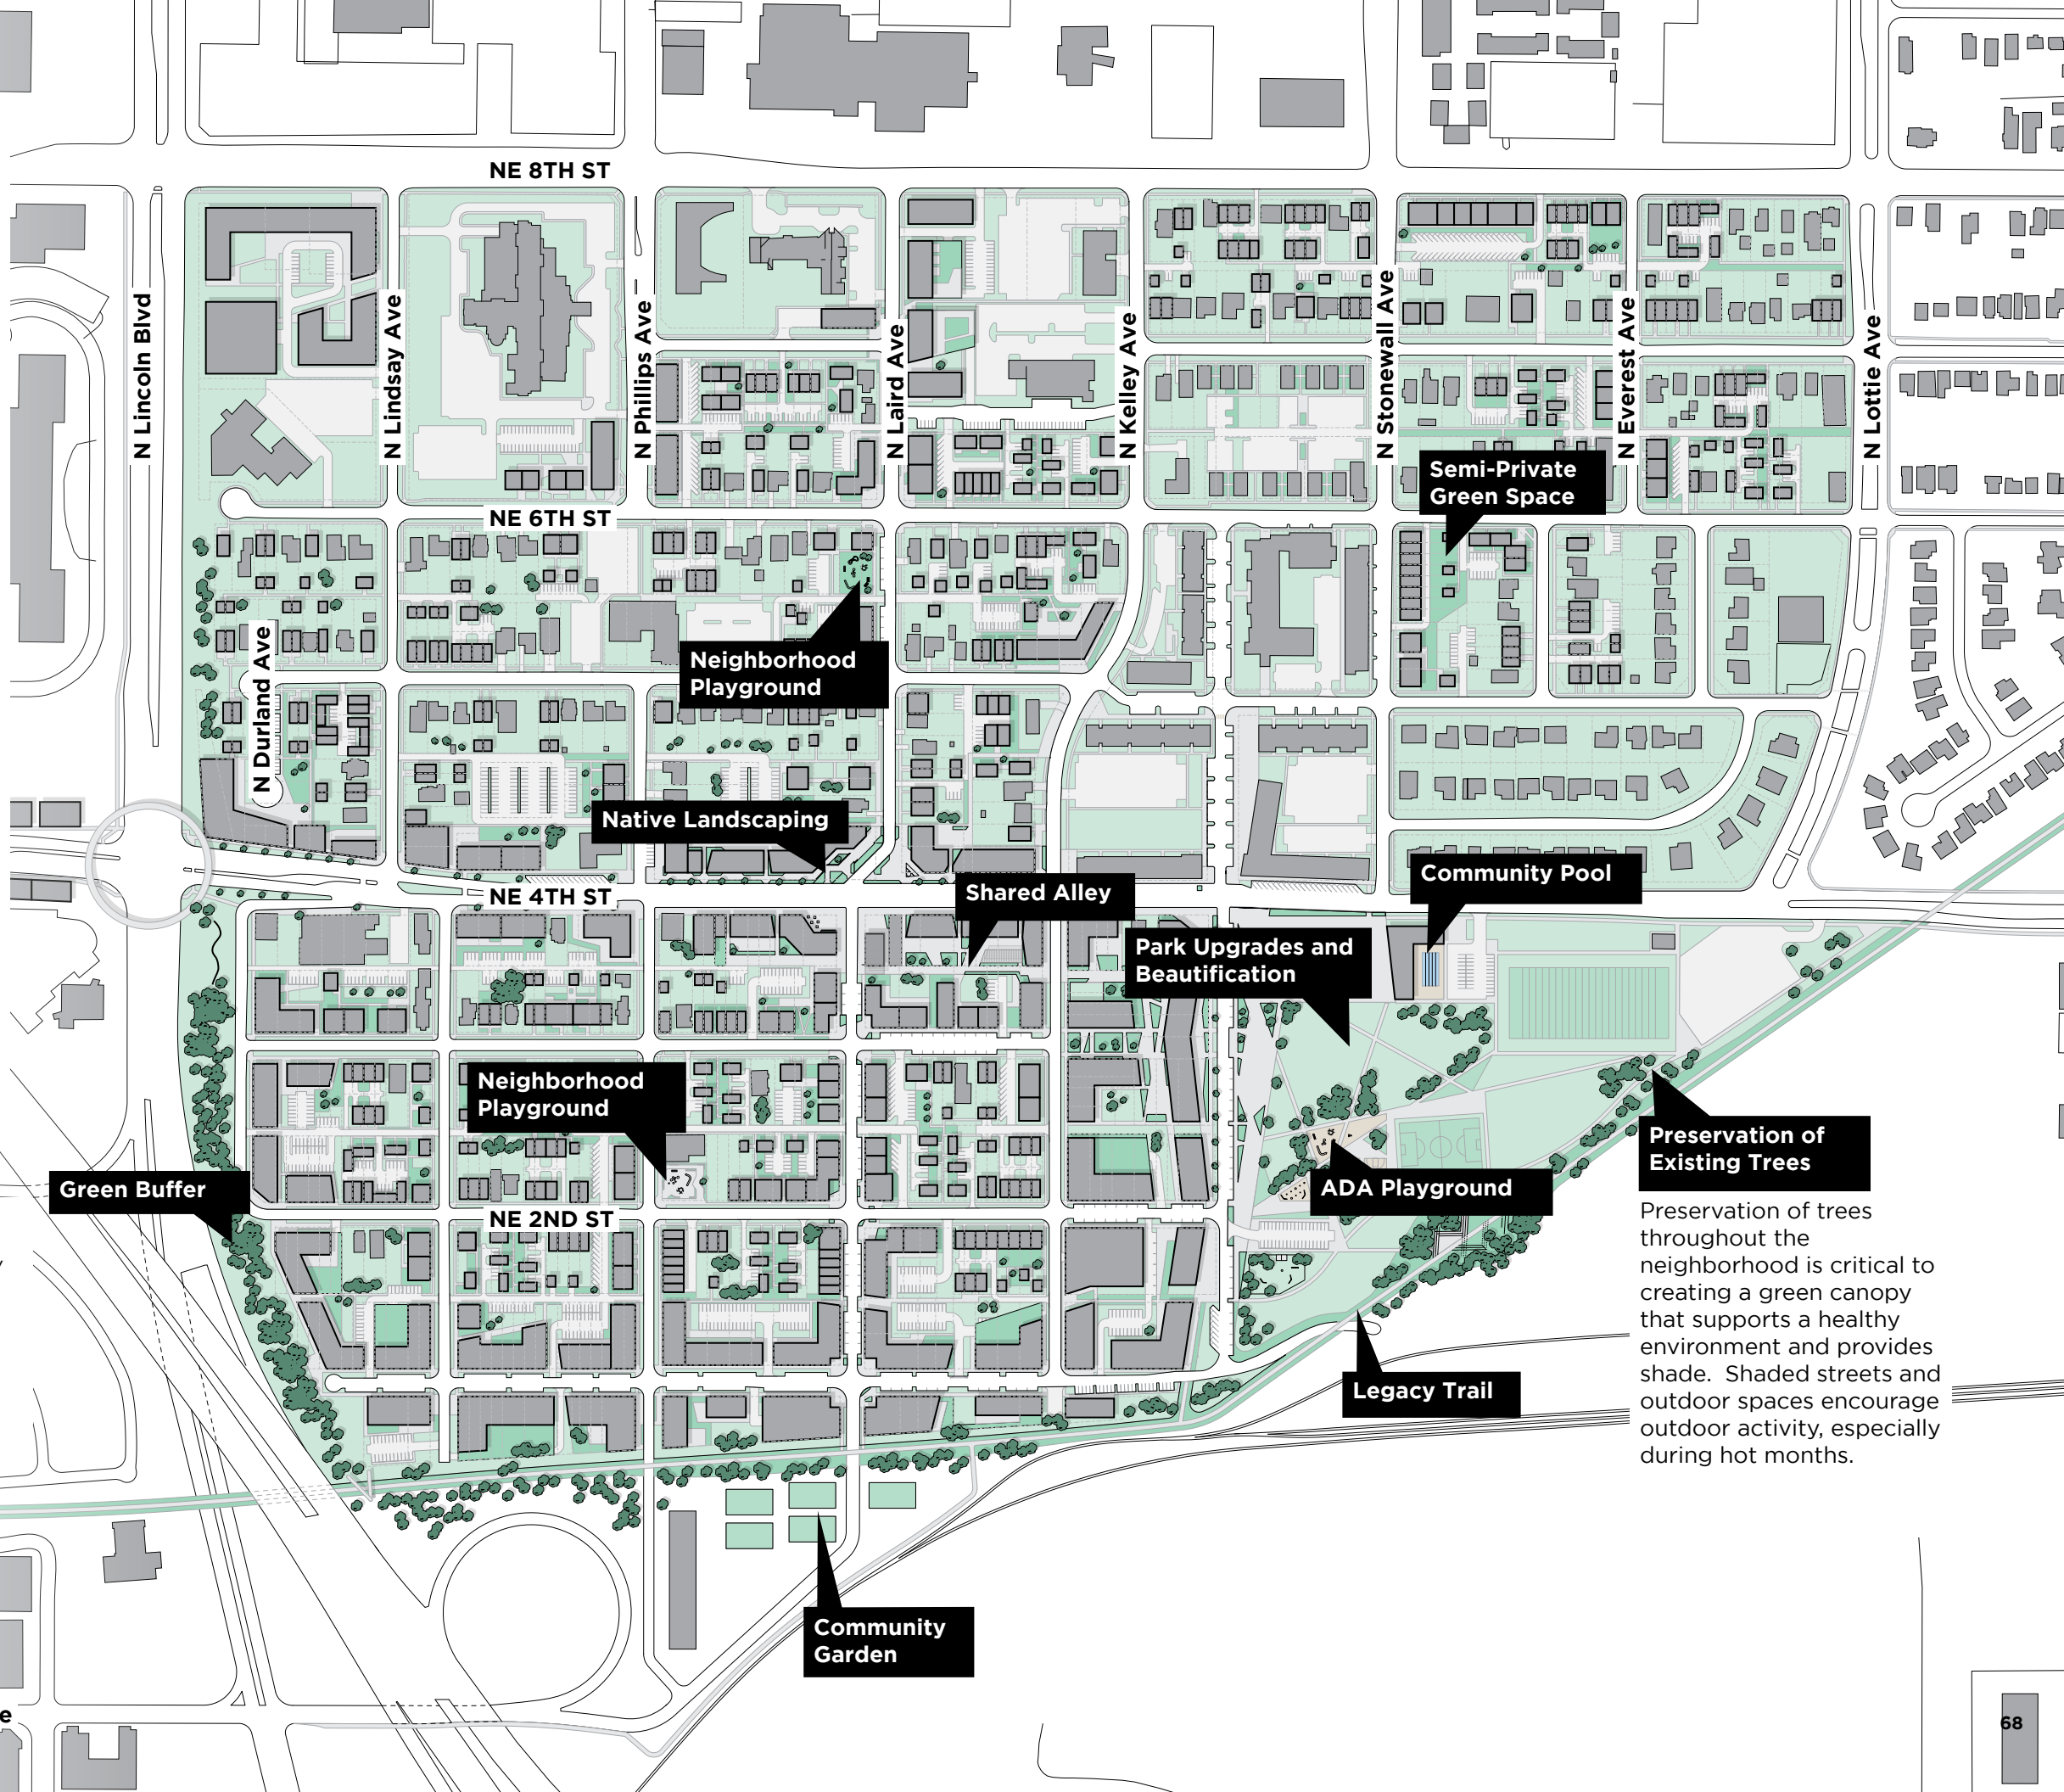 NE 8TH ST
N Lincoln Blvd
N Lindsay Ave
N Phillips Ave
N Laird Ave
N Kelley Ave
N Stonewall Ave
N Everest Ave
N Lottie Ave
Semi-Private
Green Space
NE 6TH ST
N Durland Ave
Neighborhood
Playground
Native Landscaping
Community Pool
NE 4TH ST
Shared Alley
Park Upgrades and
Beautification
Neighborhood
Playground
Preservation of
Existing Trees
Green Buffer
ADA Playground
NE 2ND ST
Preservation of trees
throughout the
neighborhood is critical to
creating a green canopy
that supports a healthy
environment and provides
shade.  Shaded streets and
outdoor spaces encourage
outdoor activity, especially
during hot months.
Legacy Trail
Community
Garden
e
68